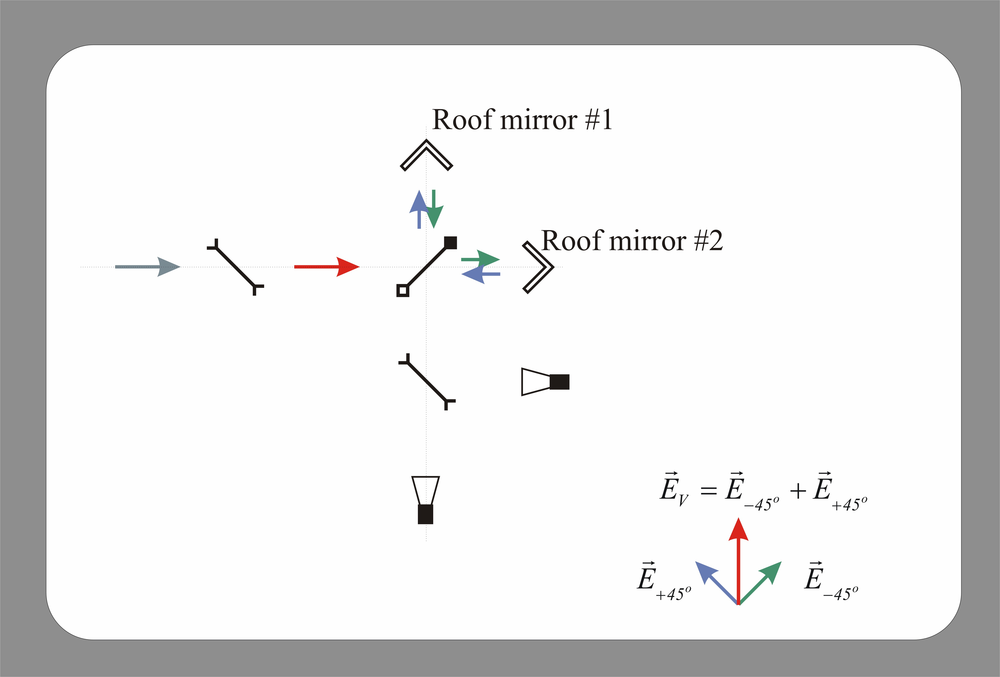 Roof mirror #1
Roof mirror #2
E⃗_V = E⃗_−45° + E⃗_+45°
E⃗_+45° E⃗_−45°